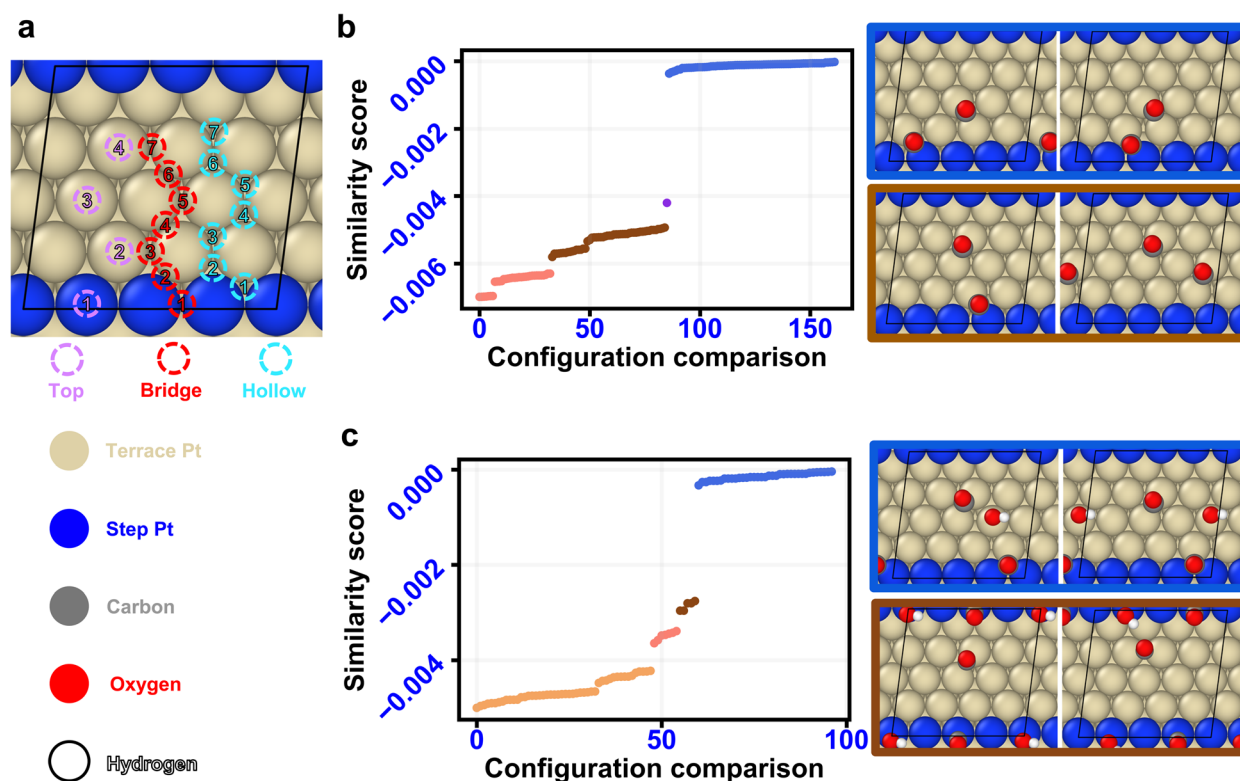 a
4
7
7
6
6
3
5
5
4
4
3
2
3
2
2
1
1
1
Top
Bridge
Hollow
Terrace Pt
Step Pt
Carbon
Oxygen
Hydrogen
b
Similarity score
0.000
−0.002
−0.004
−0.006
0
50
100
150
Configuration comparison
c
Similarity score
0.000
−0.002
−0.004
0
50
100
Configuration comparison